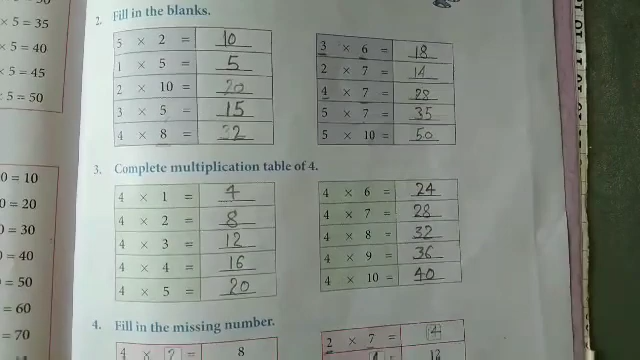 × 5 = 35
× 5 = 40
× 5 = 45
5 = 50
0 = 10
0 = 20
0 = 30
= 40
= 50
= 60
= 70
2. Fill in the blanks.
5 × 2 = 10 3 × 6 = 18
1 × 5 = 5 2 × 7 = 14
2 × 10 = 20 4 × 7 = 28
3 × 5 = 15 5 × 7 = 35
4 × 8 = 32 5 × 10 = 50
3. Complete multiplication table of 4.
4 × 1 = 4 4 × 6 = 24
4 × 2 = 8 4 × 7 = 28
4 × 3 = 12 4 × 8 = 32
4 × 4 = 16 4 × 9 = 36
4 × 5 = 20 4 × 10 = 40
4. Fill in the missing number.
4 × 2 = 8 2 × 7 =